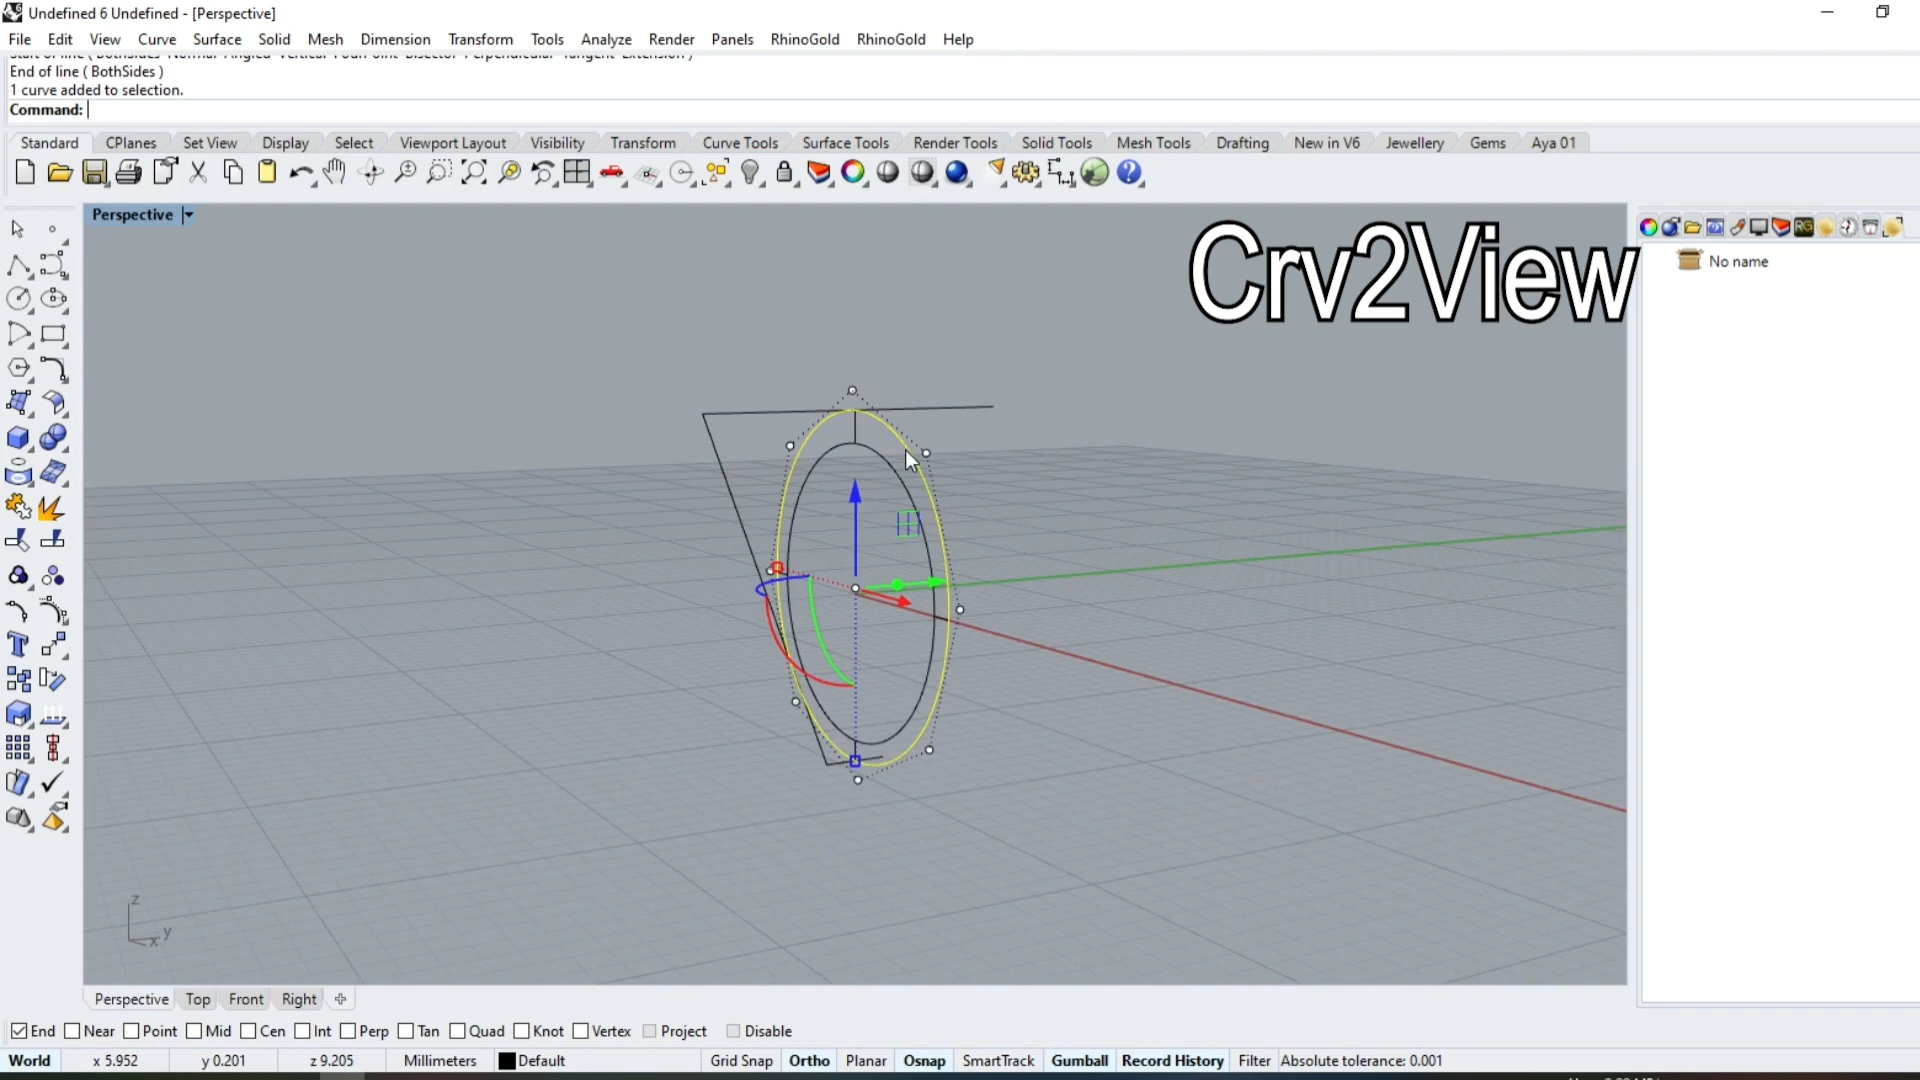 Undefined 6 Undefined - [Perspective]
File Edit View Curve Surface Solid Mesh Dimension Transform Tools Analyze Render Panels RhinoGold RhinoGold Help
End of line ( BothSides )
1 curve added to selection.
Command:
Standard CPlanes Set View Display Select Viewport Layout Visibility Transform Curve Tools Surface Tools Render Tools Solid Tools Mesh Tools Drafting New in V6 Jewellery Gems Aya 01
Perspective
Crv2View
No name
z
y
x
Perspective Top Front Right
End Near Point Mid Cen Int Perp Tan Quad Knot Vertex Project Disable
World x 5.952 y 0.201 z 9.205 Millimeters Default Grid Snap Ortho Planar Osnap SmartTrack Gumball Record History Filter Absolute tolerance: 0.001